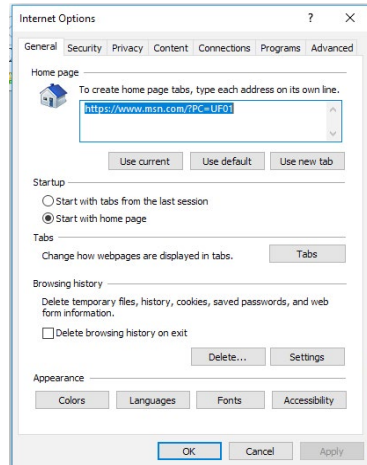 Internet Options
? X
General Security Privacy Content Connections Programs Advanced
Home page
To create home page tabs, type each address on its own line.
https://www.msn.com/?PC=UF01
Use current Use default Use new tab
Startup
Start with tabs from the last session
Start with home page
Tabs
Change how webpages are displayed in tabs. Tabs
Browsing history
Delete temporary files, history, cookies, saved passwords, and web
form information.
Delete browsing history on exit
Delete... Settings
Appearance
Colors Languages Fonts Accessibility
OK Cancel Apply